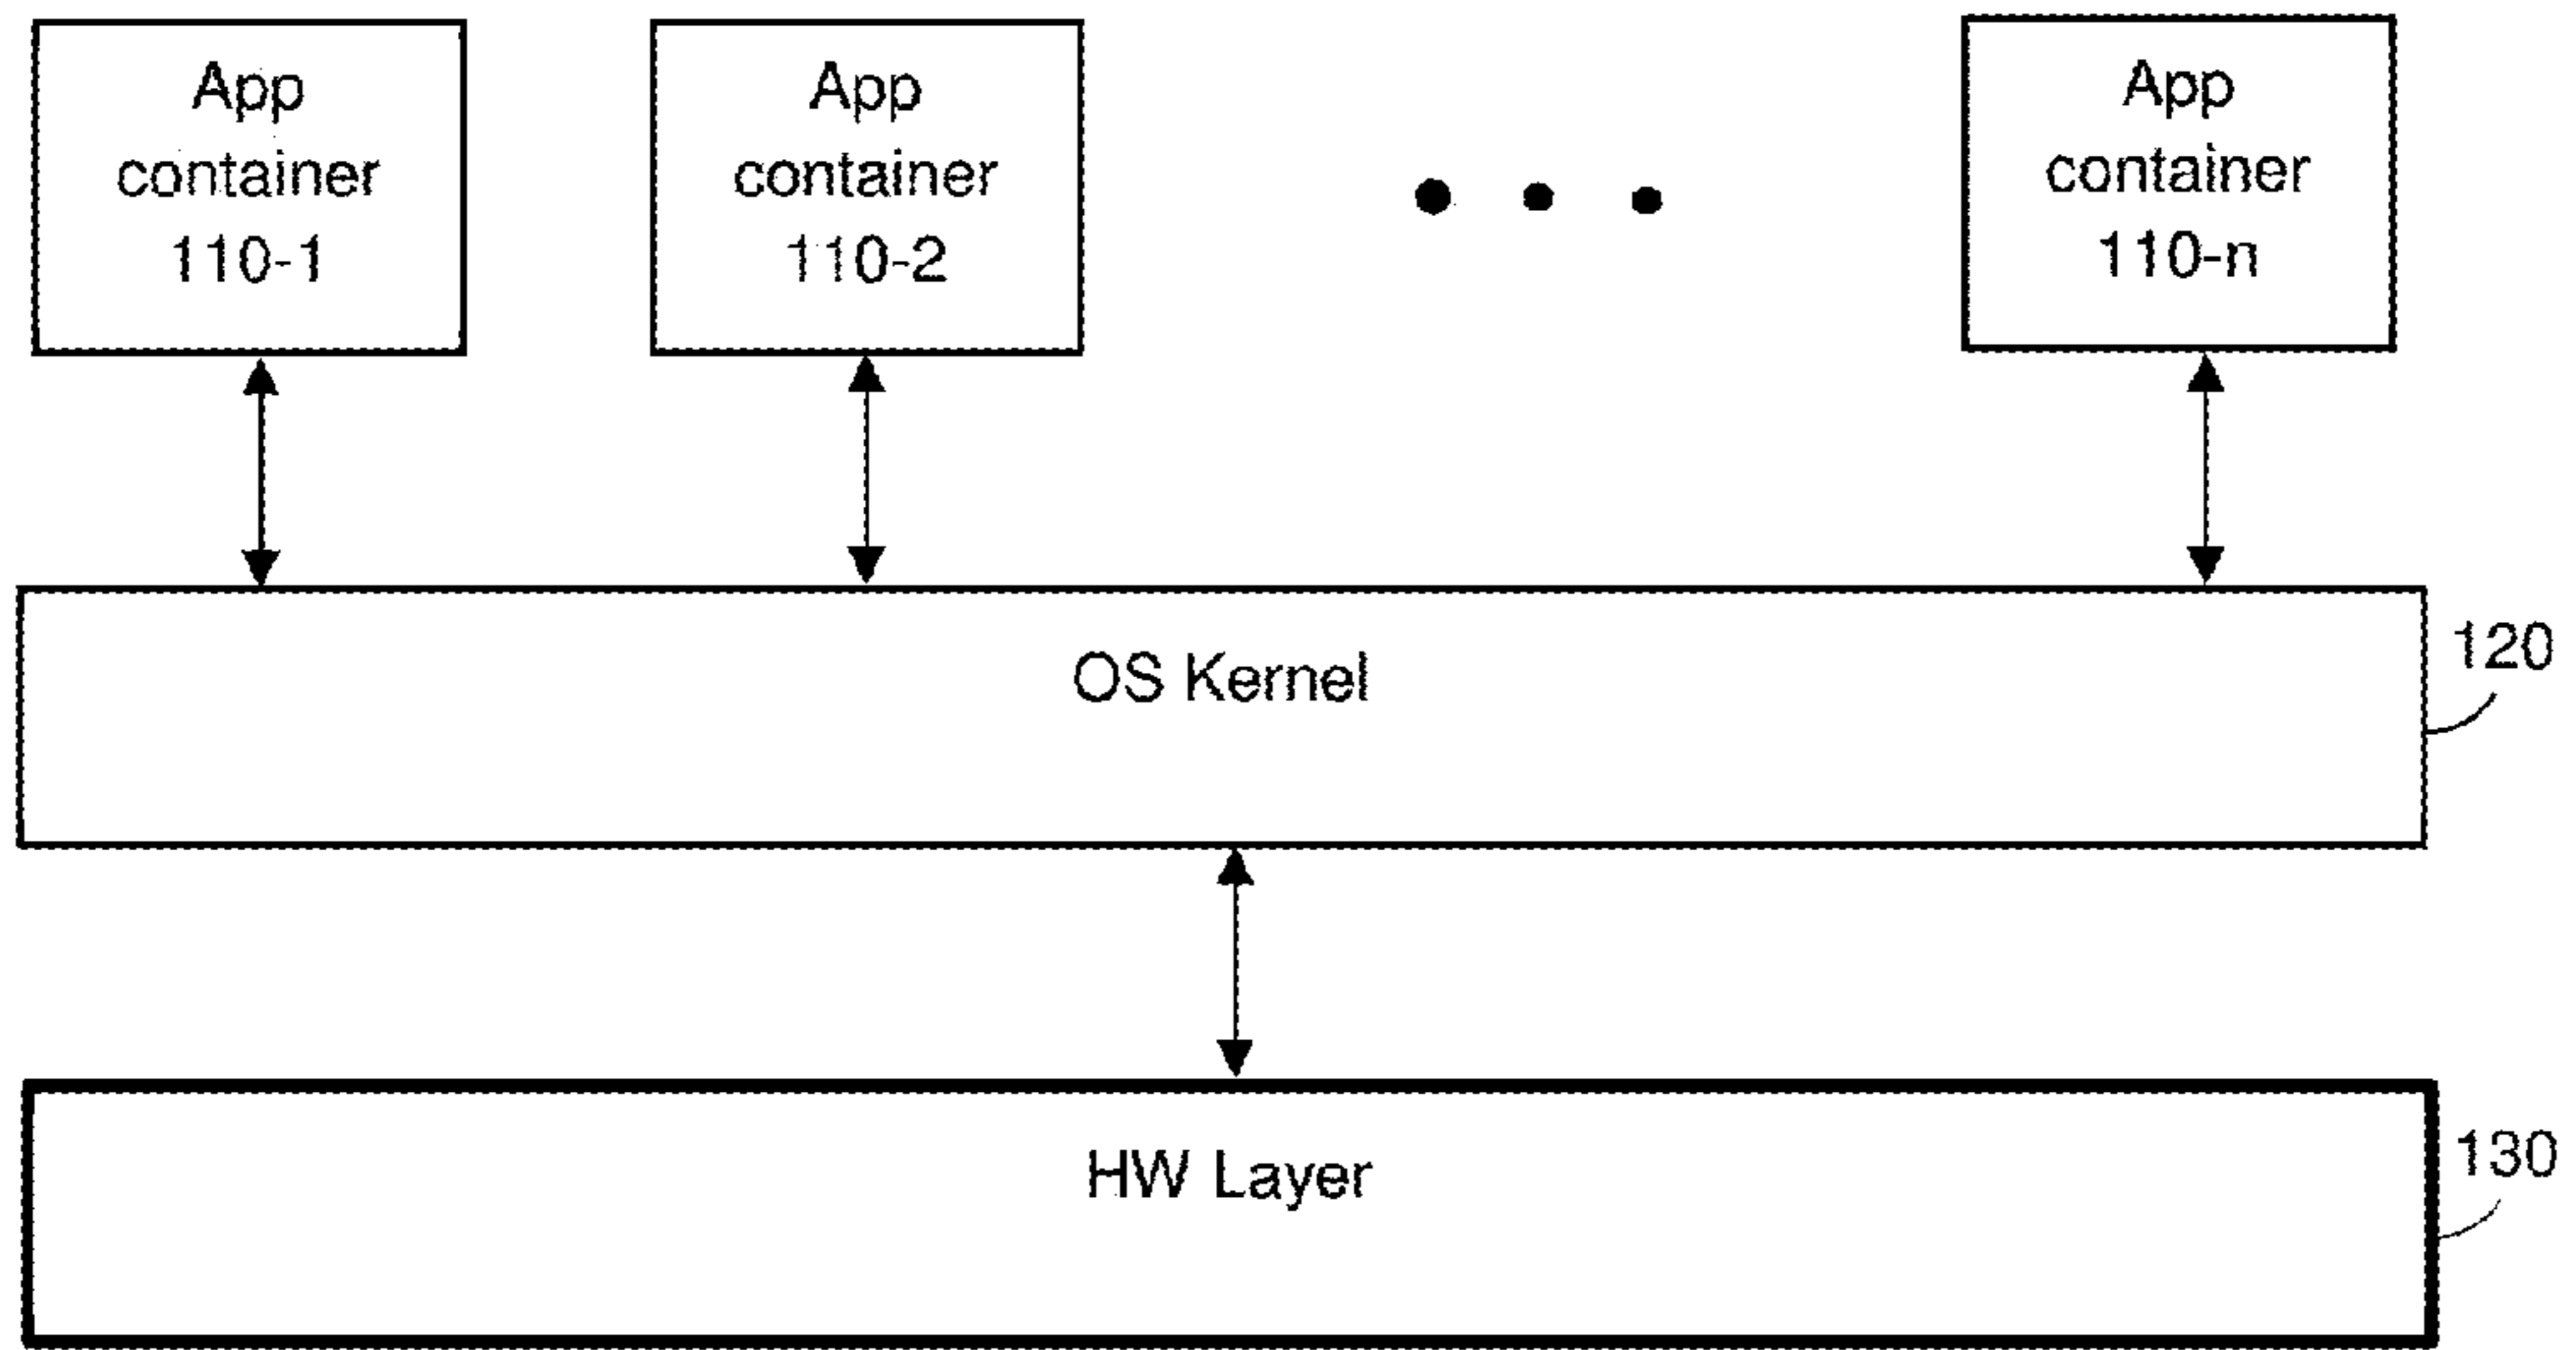 App
container
110-1
App
container
110-2
App
container
110-n
OS Kernel
120
HW Layer
130